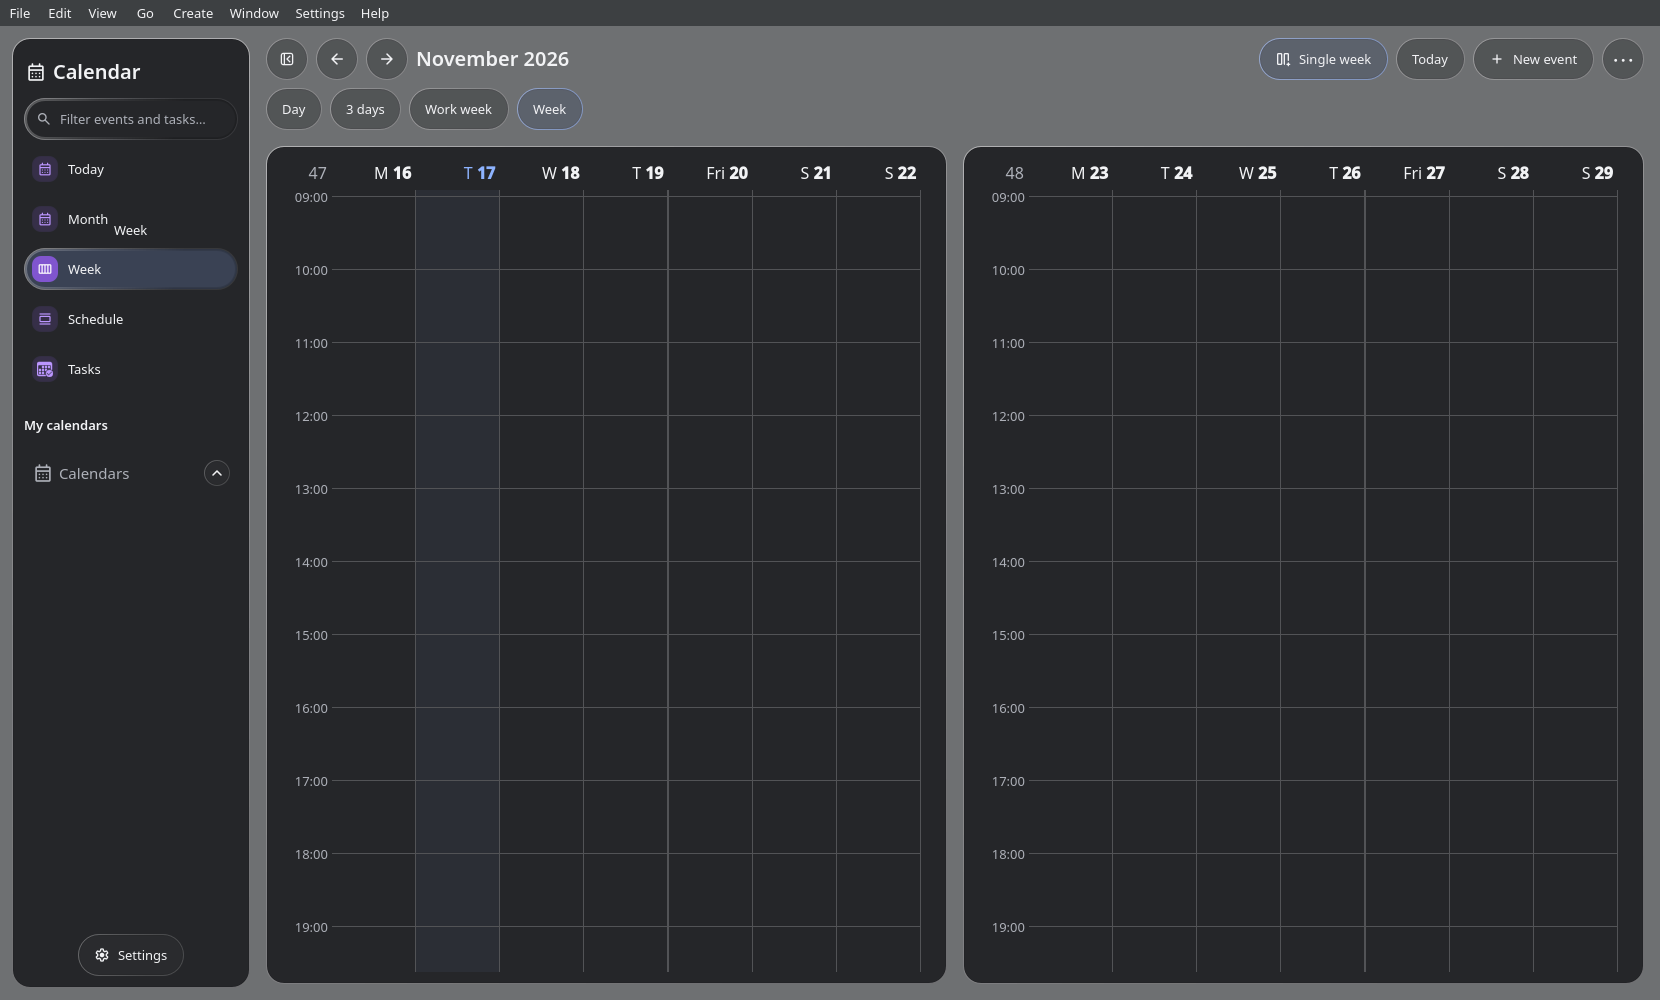 File Edit View Go Create Window Settings Help
Calendar
Filter events and tasks...
Today
Month
Week
Week
Schedule
Tasks
My calendars
Calendars
Settings
November 2026
Single week
Today
New event
Day
3 days
Work week
Week
47 M 16 T 17 W 18 T 19 Fri 20 S 21 S 22
09:00
10:00
11:00
12:00
13:00
14:00
15:00
16:00
17:00
18:00
19:00
48 M 23 T 24 W 25 T 26 Fri 27 S 28 S 29
09:00
10:00
11:00
12:00
13:00
14:00
15:00
16:00
17:00
18:00
19:00